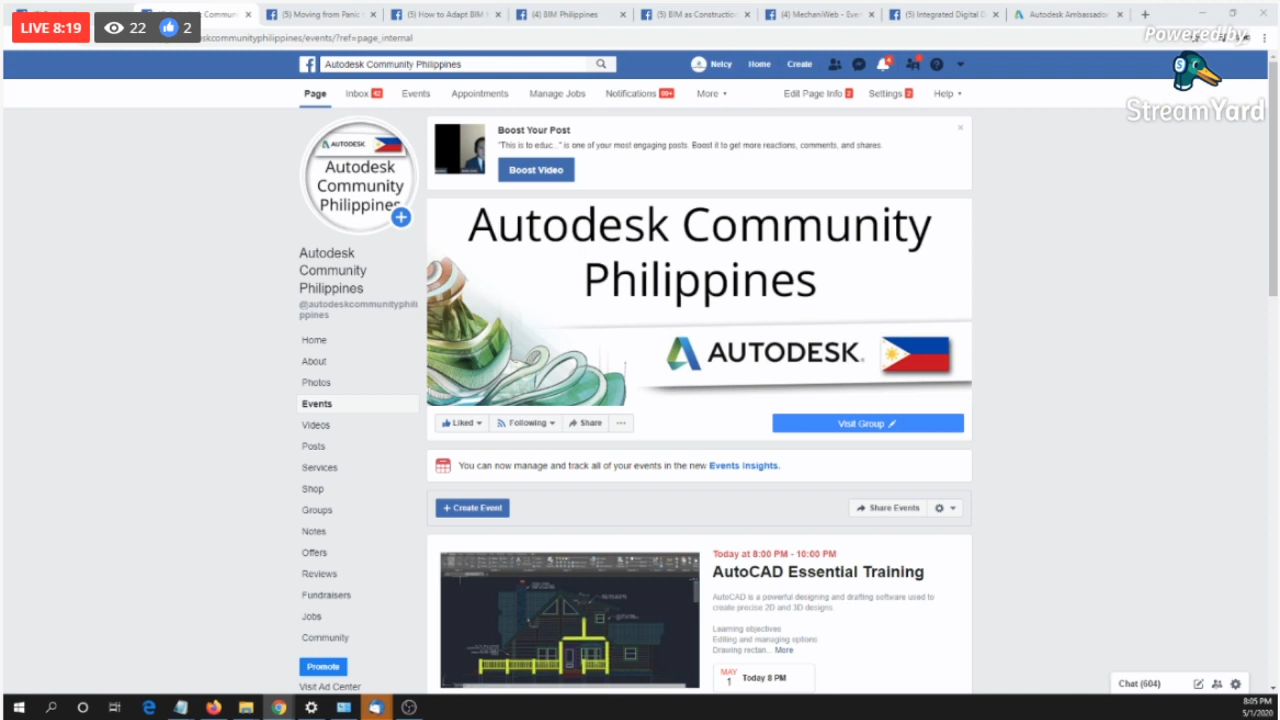 LIVE 8:19
22
2
Communi
(5) Moving from Panic t
(5) How to Adapt BIM
(4) BIM Philippines
(5) BIM as Construction
(4) MechaniWeb - Eve
(5) Integrated Digital D
Autodesk Ambassador
skcommunityphilippines/events/?ref=page_internal
Powered by
StreamYard
Autodesk Community Philippines
Nelcy
Home
Create
Page
Inbox 42
Events
Appointments
Manage Jobs
Notifications 99+
More
Edit Page Info 2
Settings 2
Help
AUTODESK
Autodesk
Community
Philippines
Boost Your Post
"This is to educ..." is one of your most engaging posts. Boost it to get more reactions, comments, and shares.
Boost Video
Autodesk Community
Philippines
AUTODESK.
Autodesk
Community
Philippines
@autodeskcommunityphili
ppines
Liked
Following
Share
Visit Group
Home
About
Photos
Events
Videos
Posts
Services
Shop
Groups
Notes
Offers
Reviews
Fundraisers
Jobs
Community
Promote
Visit Ad Center
You can now manage and track all of your events in the new Events Insights.
+ Create Event
Share Events
Today at 8:00 PM - 10:00 PM
AutoCAD Essential Training
AutoCAD is a powerful designing and drafting software used to
create precise 2D and 3D designs
Learning objectives
Editing and managing options
Drawing rectan... More
MAY
1
Today 8 PM
Chat (604)
8:05 PM
5/1/2020